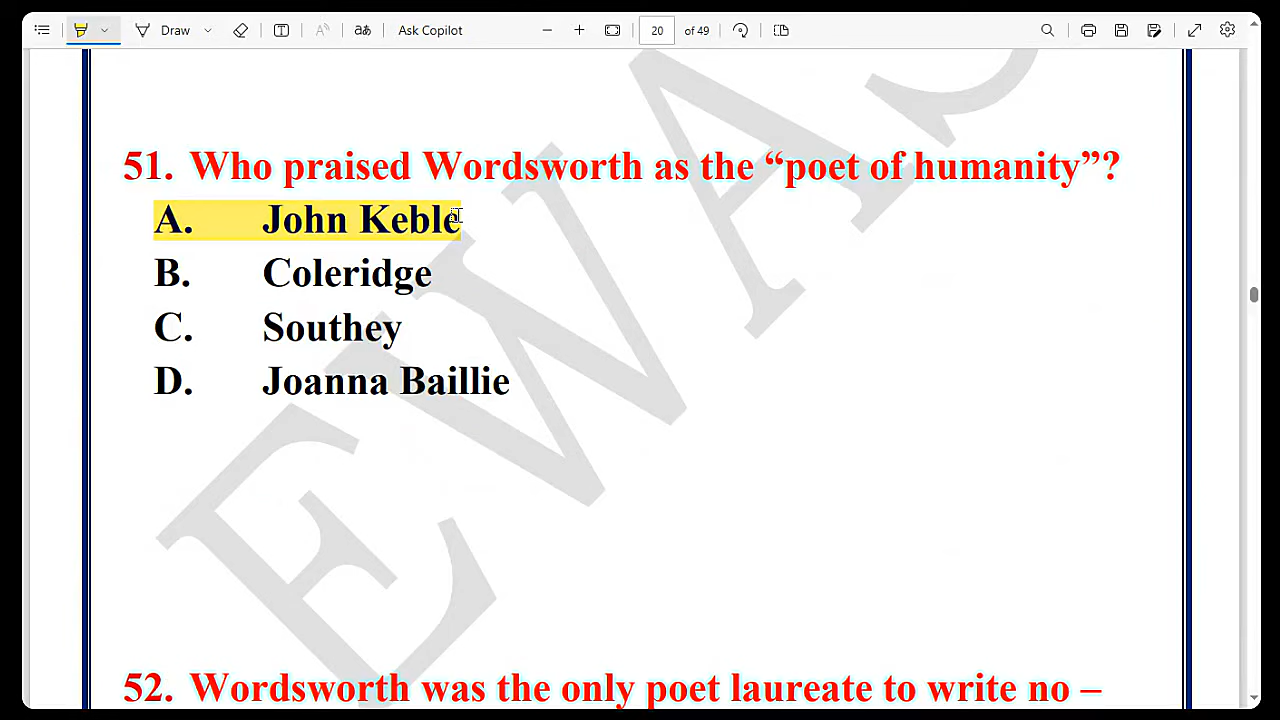 Draw
Ask Copilot
20 of 49
51. Who praised Wordsworth as the “poet of humanity”?
A. John Keble
B. Coleridge
C. Southey
D. Joanna Baillie
EWAS
52. Wordsworth was the only poet laureate to write no –